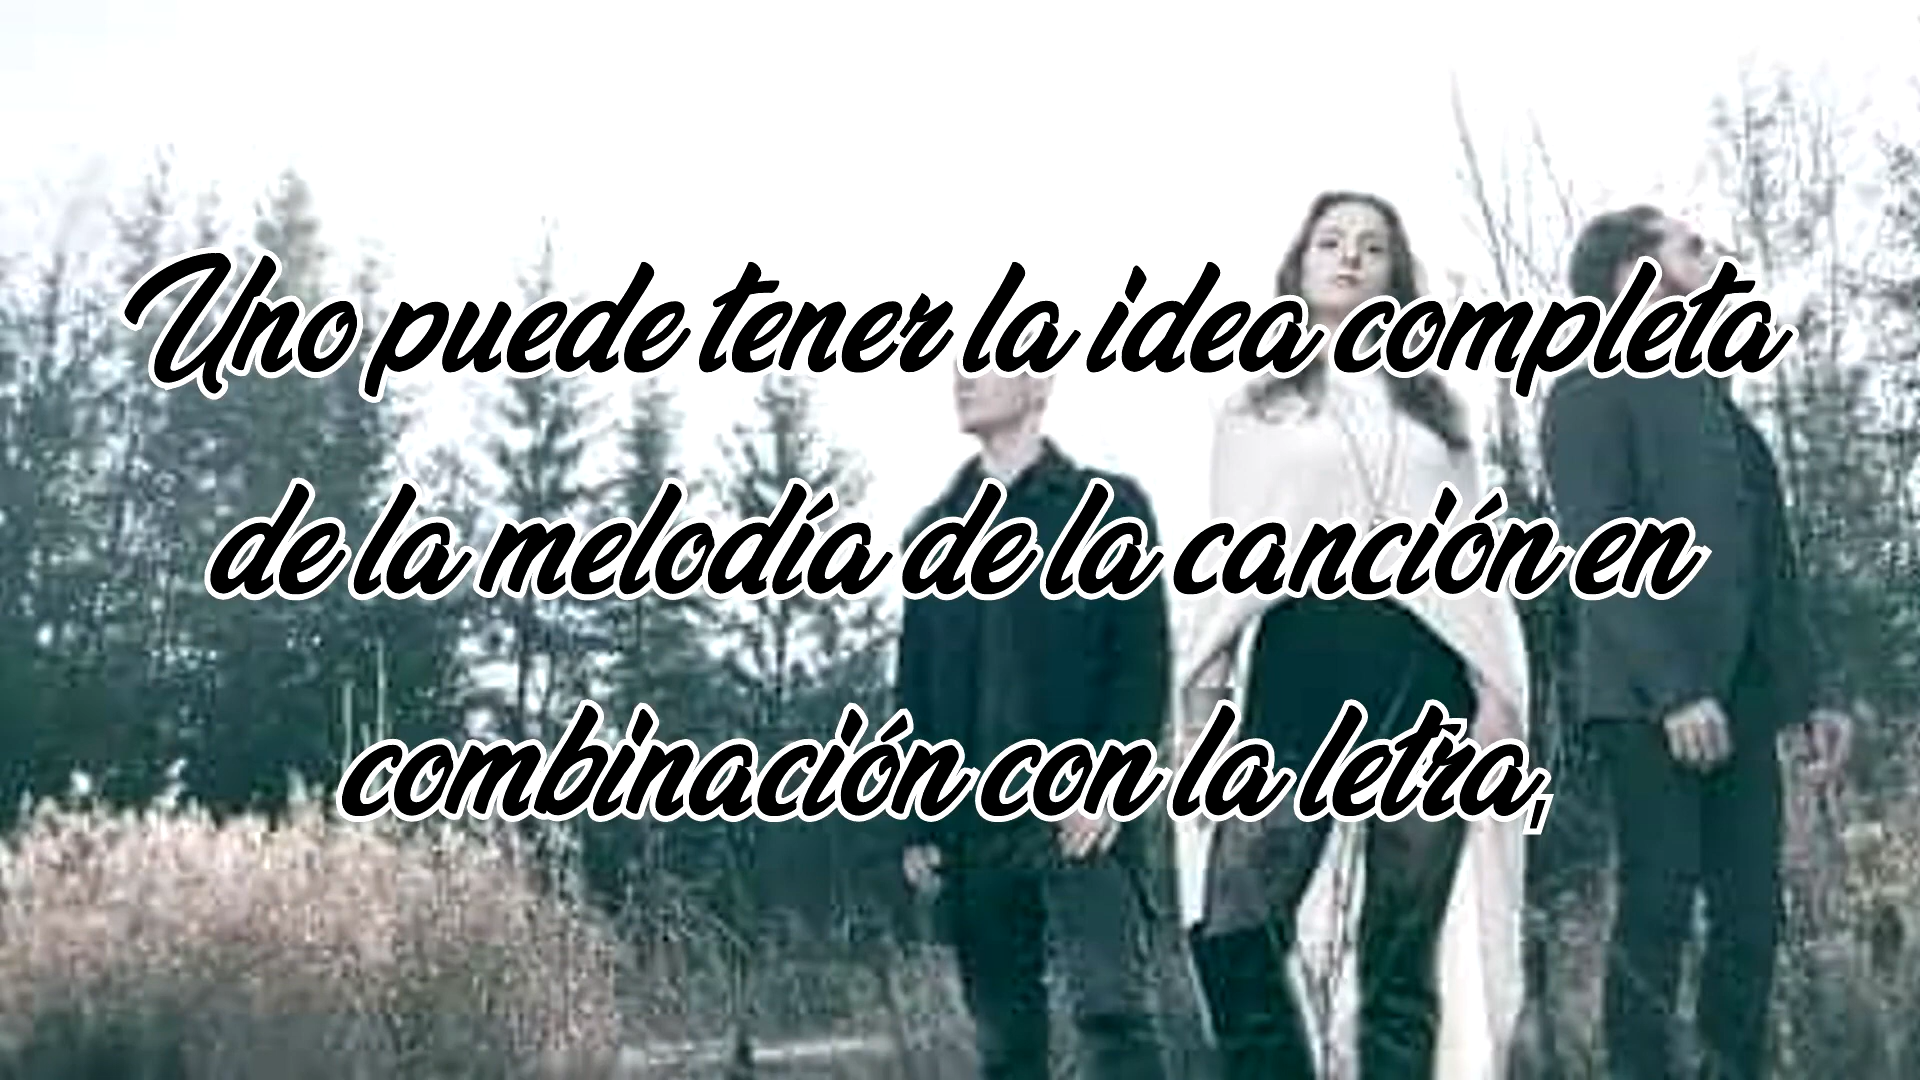 Uno puede tener la idea completa
de la melodía de la canción en
combinación con la letra,